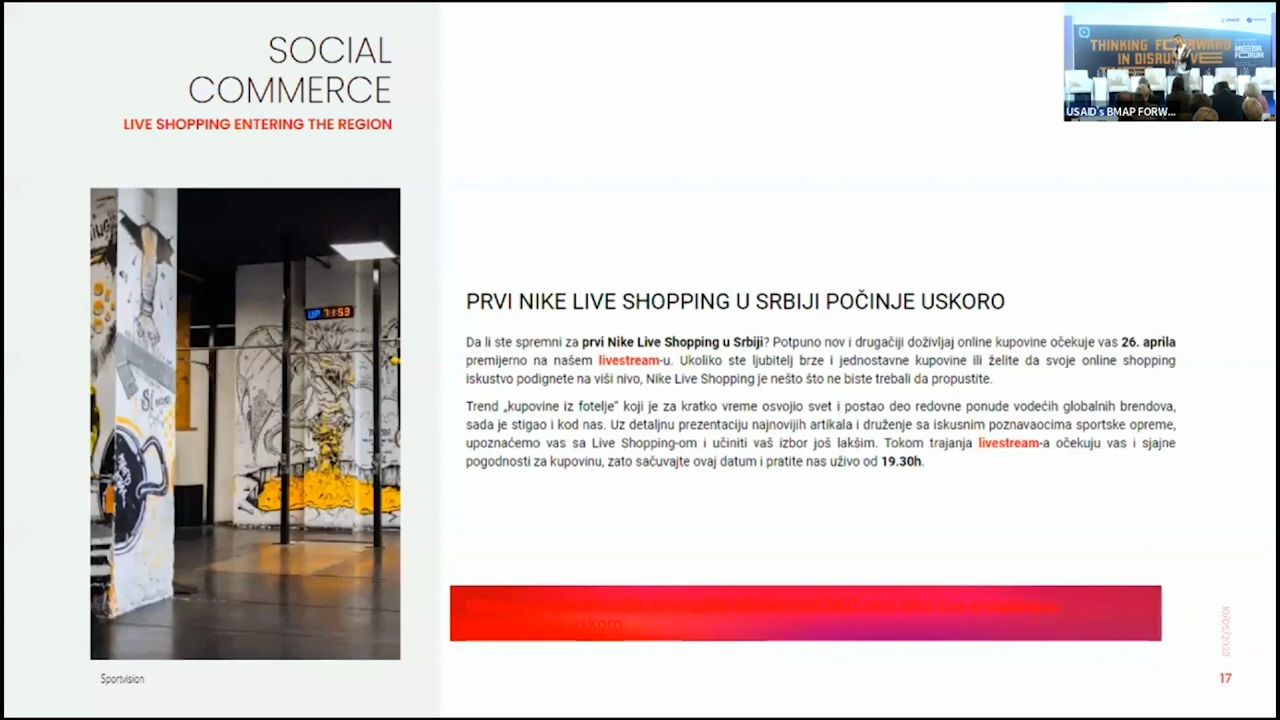 SOCIAL
COMMERCE
LIVE SHOPPING ENTERING THE REGION
THINKING FORWARD
IN DISRUPTIVE
MEDIA
FORUM
USAID's BMAP FORW...
UP 71:53
PRVI NIKE LIVE SHOPPING U SRBIJI POČINJE USKORO
Da li ste spremni za prvi Nike Live Shopping u Srbiji? Potpuno nov i drugačiji doživljaj online kupovine očekuje vas 26. aprila
premijerno na našem livestream-u. Ukoliko ste ljubitelj brze i jednostavne kupovine ili želite da svoje online shopping
iskustvo podignete na viši nivo, Nike Live Shopping je nešto što ne biste trebali da propustite.
Trend „kupovine iz fotelje“ koji je za kratko vreme osvojio svet i postao deo redovne ponude vodećih globalnih brendova,
sada je stigao i kod nas. Uz detaljnu prezentaciju najnovijih artikala i druženje sa iskusnim poznavaocima sportske opreme,
upoznaćemo vas sa Live Shopping-om i učiniti vaš izbor još lakšim. Tokom trajanja livestream-a očekuju vas i sjajne
pogodnosti za kupovinu, zato sačuvajte ovaj datum i pratite nas uživo od 19.30h.
uskoro
Sportvision
17